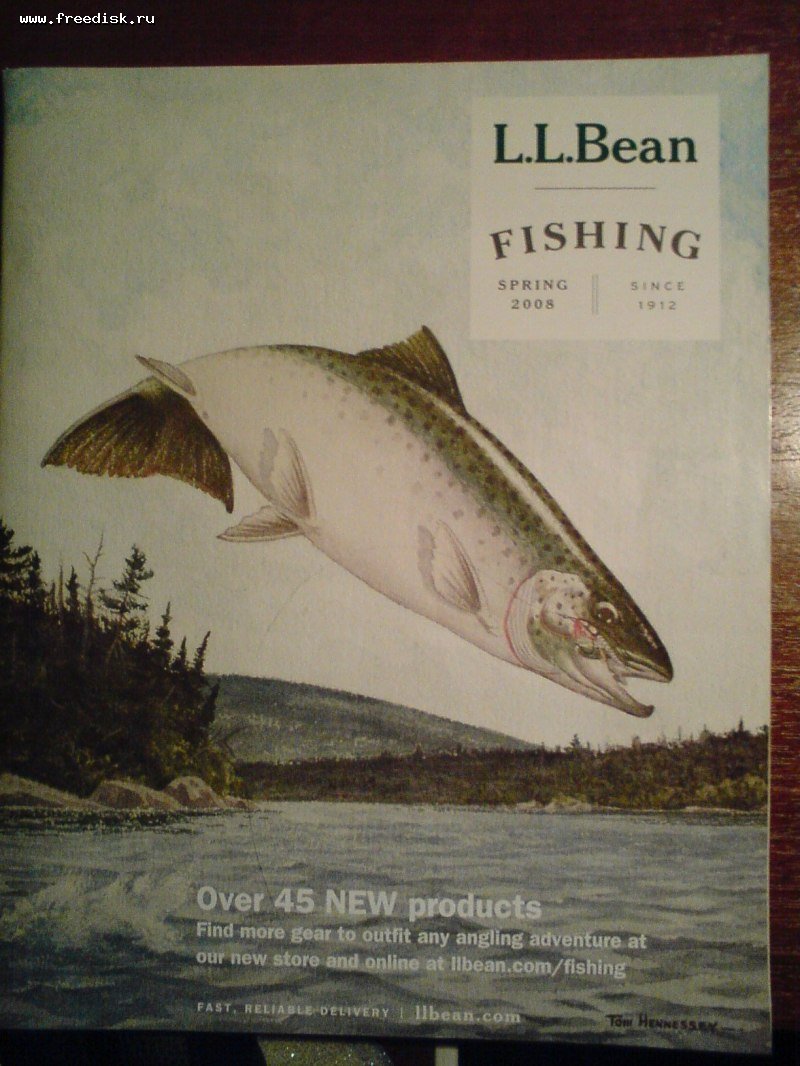 www.freedisk.ru
L.L.Bean
FISHING
SPRING 2008 | SINCE 1912
Over 45 NEW products
Find more gear to outfit any angling adventure at
our new store and online at llbean.com/fishing
FAST, RELIABLE DELIVERY | llbean.com
TOM HENNESSEY